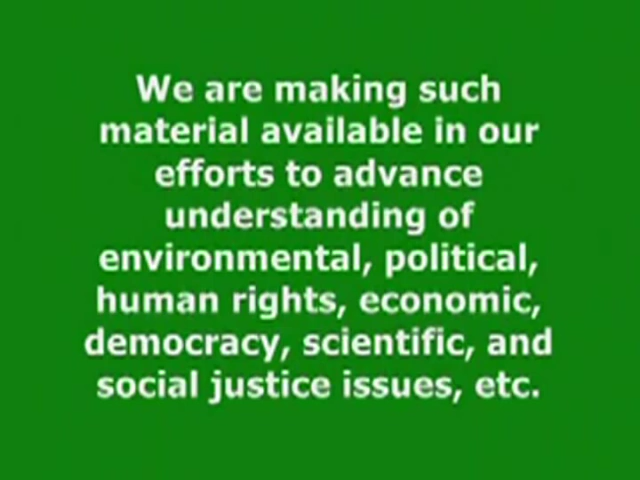 We are making such
material available in our
efforts to advance
understanding of
environmental, political,
human rights, economic,
democracy, scientific, and
social justice issues, etc.